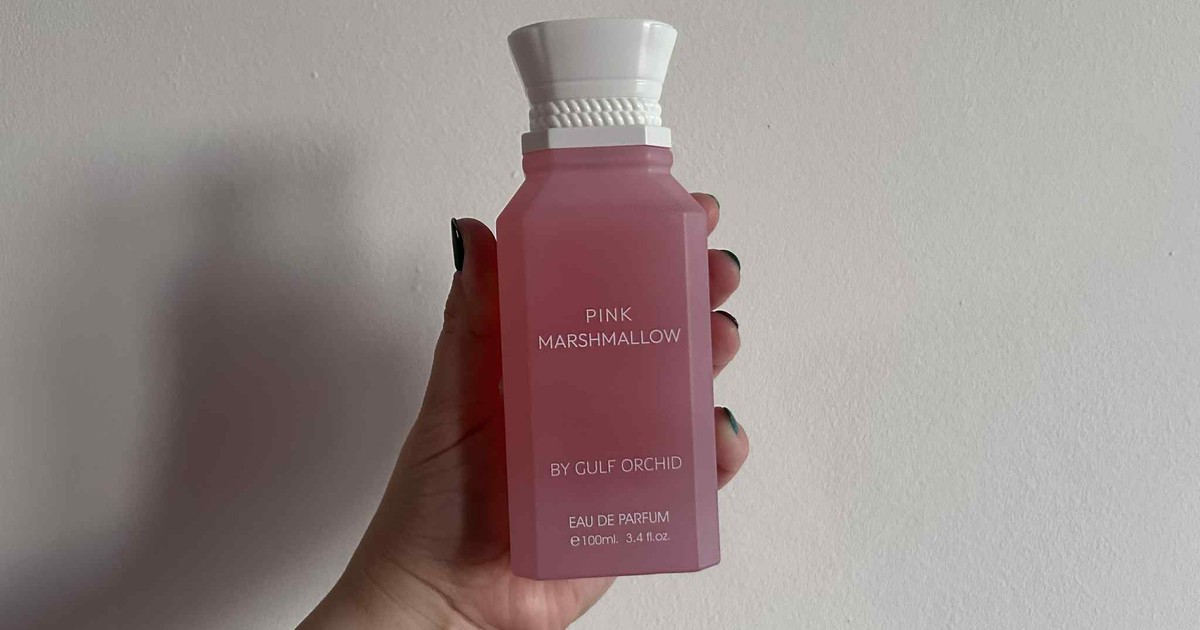 PINK
MARSHMALLOW
BY GULF ORCHID
EAU DE PARFUM
℮100ml. 3.4 fl.oz.